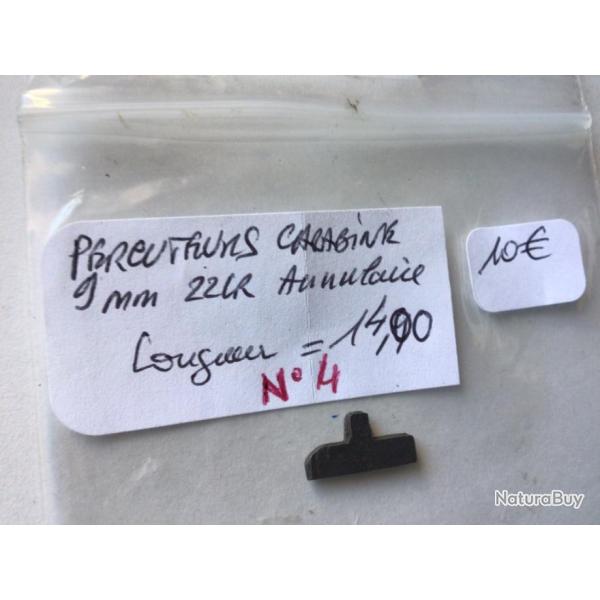 PERCUTEURS CARABINE
9 mm 22LR Annulaire
Longueur = 14,00
N° 4
10€
NaturaBuy